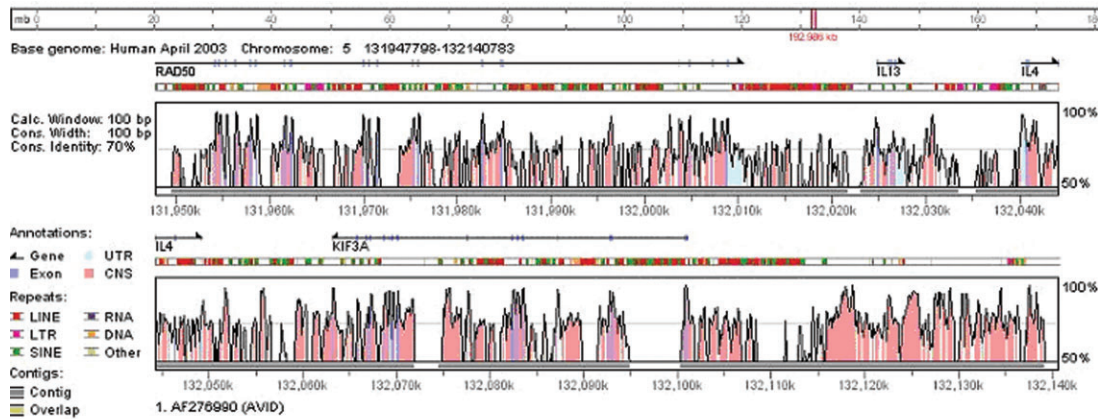 mb 0 20 40 60 80 100 120 140 160 180
192.986 kb
Base genome: Human April 2003 Chromosome: 5 131947798-132140783
RAD50 IL13 IL4
Calc. Window: 100 bp
Cons. Width: 100 bp
Cons. Identity: 70%
100%
50%
131,950k 131,960k 131,970k 131,980k 131,990k 132,000k 132,010k 132,020k 132,030k 132,040k
Annotations:
Gene UTR
Exon CNS
Repeats:
LINE RNA
LTR DNA
SINE Other
Contigs:
Contig
Overlap
IL4 KIF3A
100%
50%
132,050k 132,060k 132,070k 132,080k 132,090k 132,100k 132,110k 132,120k 132,130k 132,140k
1. AF276990 (AVID)